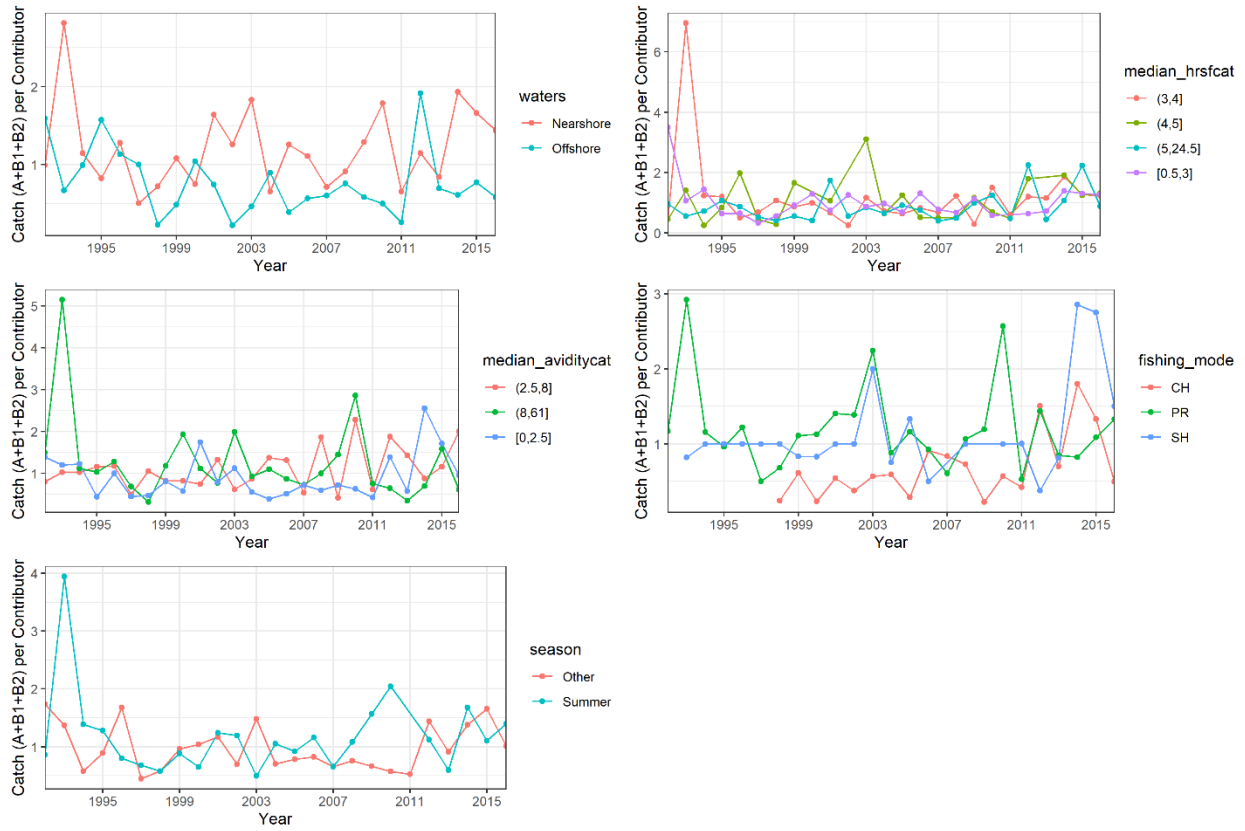 Catch (A+B1+B2) per Contributor
2
1
1995
1999
2003
2007
2011
2015
Year
waters
Nearshore
Offshore
Catch (A+B1+B2) per Contributor
6
4
2
0
1995
1999
2003
2007
2011
2015
Year
median_hrsfcat
(3,4]
(4,5]
(5,24.5]
[0.5,3]
Catch (A+B1+B2) per Contributor
5
4
3
2
1
0
1995
1999
2003
2007
2011
2015
Year
median_aviditycat
(2.5,8]
(8,61]
[0,2.5]
Catch (A+B1+B2) per Contributor
3
2
1
0
1995
1999
2003
2007
2011
2015
Year
fishing_mode
CH
PR
SH
Catch (A+B1+B2) per Contributor
4
3
2
1
1995
1999
2003
2007
2011
2015
Year
season
Other
Summer